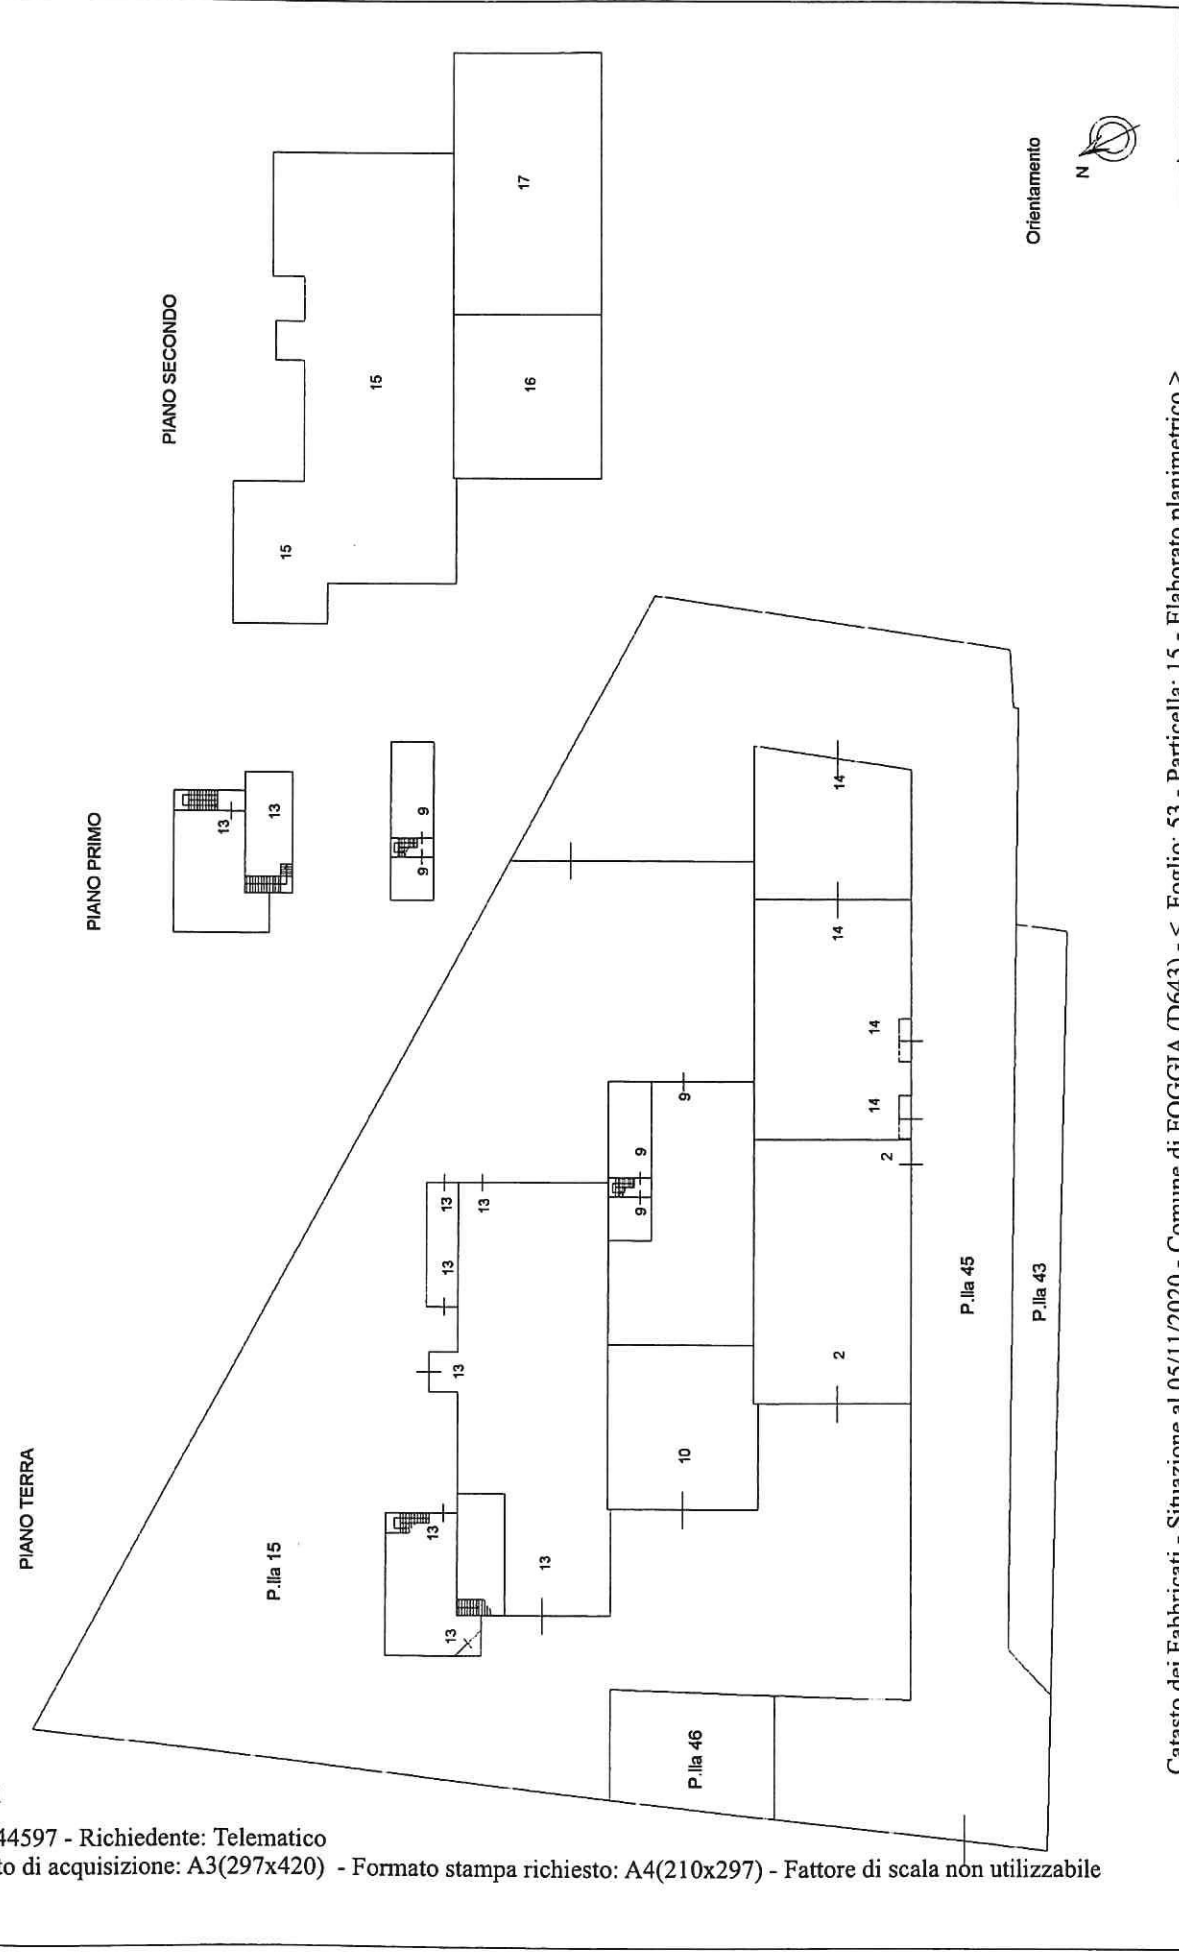 PIANO SECONDO
15
15
16
17
Orientamento
N
PIANO PRIMO
13
13
9
9
PIANO TERRA
P.lla 15
13
13
13
13
13
13
13
9
9
9
10
14
14
14
14
2
2
P.lla 45
P.lla 43
P.lla 46
44597 - Richiedente: Telematico
to di acquisizione: A3(297x420) - Formato stampa richiesto: A4(210x297) - Fattore di scala non utilizzabile
Catasto dei Fabbricati - Situazione al 05/11/2020 - Comune di FOGGIA (D643) - < Foglio: 53 - Particella: 15 - Elaborato planimetrico >